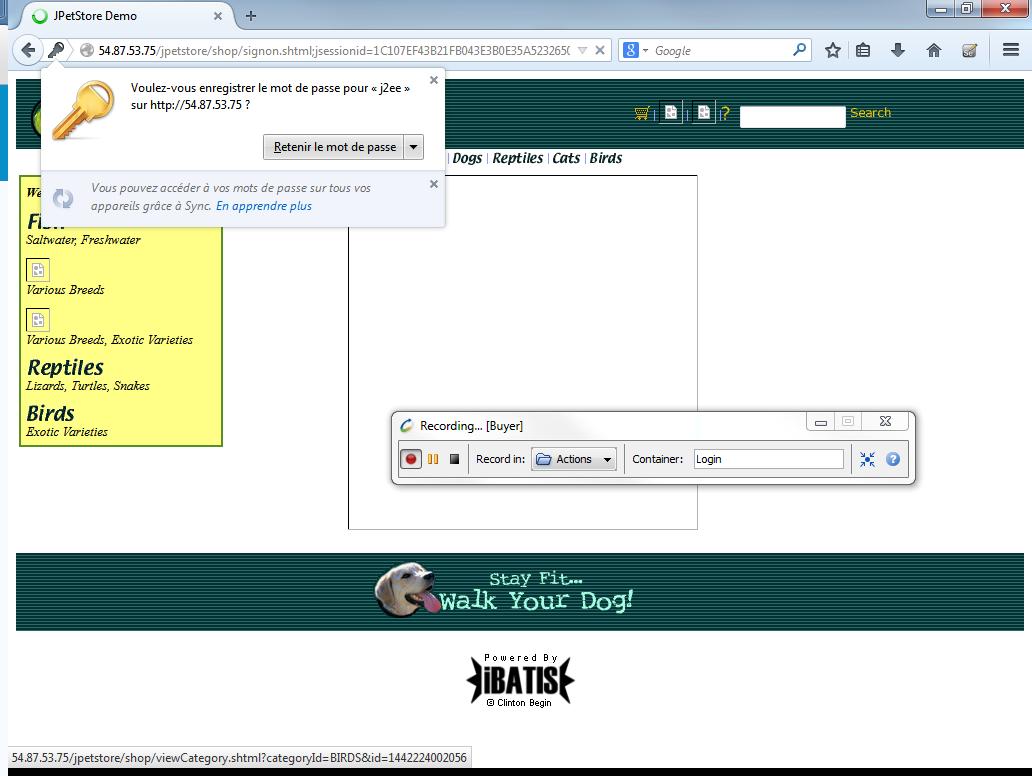 JPetStore Demo
54.87.53.75/jpetstore/shop/signon.shtml;jsessionid=1C107EF43B21FB043E3B0E35A523265(
Google
Voulez-vous enregistrer le mot de passe pour « j2ee »
sur http://54.87.53.75 ?
Retenir le mot de passe
Vous pouvez accéder à vos mots de passe sur tous vos
appareils grâce à Sync. En apprendre plus
? Search
Dogs | Reptiles | Cats | Birds
We
Fish
Saltwater, Freshwater
Various Breeds
Various Breeds, Exotic Varieties
Reptiles
Lizards, Turtles, Snakes
Birds
Exotic Varieties
Recording... [Buyer]
Record in: Actions Container: Login
Stay Fit...
Walk Your Dog!
Powered By
iBATIS
© Clinton Begin
54.87.53.75/jpetstore/shop/viewCategory.shtml?categoryId=BIRDS&id=1442224002056